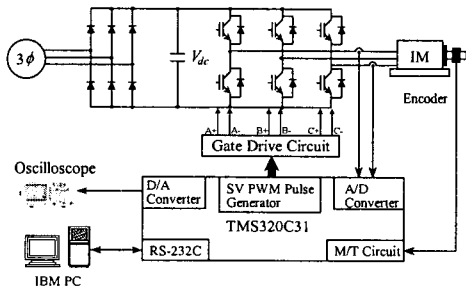 3ϕ
Vdc
IM
Encoder
A+ A- B+ B- C+ C-
Gate Drive Circuit
Oscilloscope
D/A
Converter
SV PWM Pulse
Generator
A/D
Converter
TMS320C31
RS-232C
M/T Circuit
IBM PC